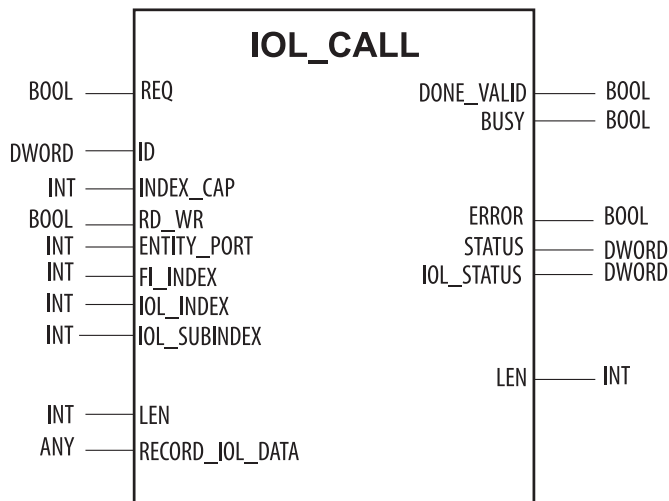 IOL_CALL
BOOL REQ DONE_VALID BOOL
BUSY BOOL
DWORD ID
INT INDEX_CAP
BOOL RD_WR ERROR BOOL
INT ENTITY_PORT STATUS DWORD
INT FI_INDEX IOL_STATUS DWORD
INT IOL_INDEX
INT IOL_SUBINDEX
LEN INT
INT LEN
ANY RECORD_IOL_DATA